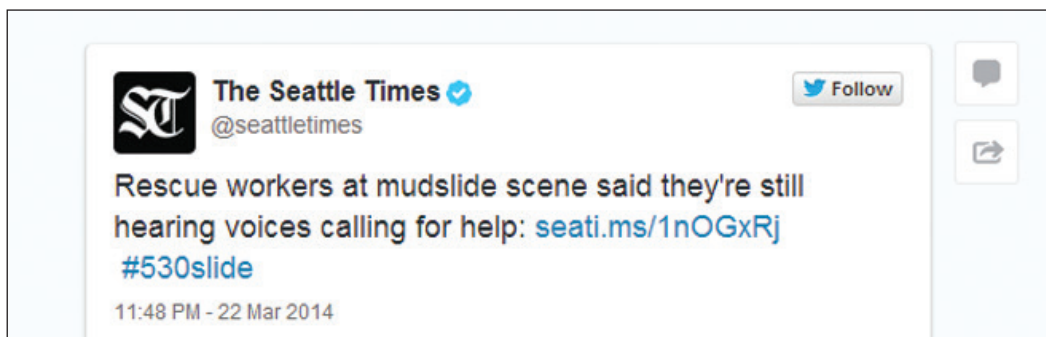 The Seattle Times
Follow
@seattletimes
Rescue workers at mudslide scene said they're still
hearing voices calling for help: seati.ms/1nOGxRj
#530slide
11:48 PM - 22 Mar 2014